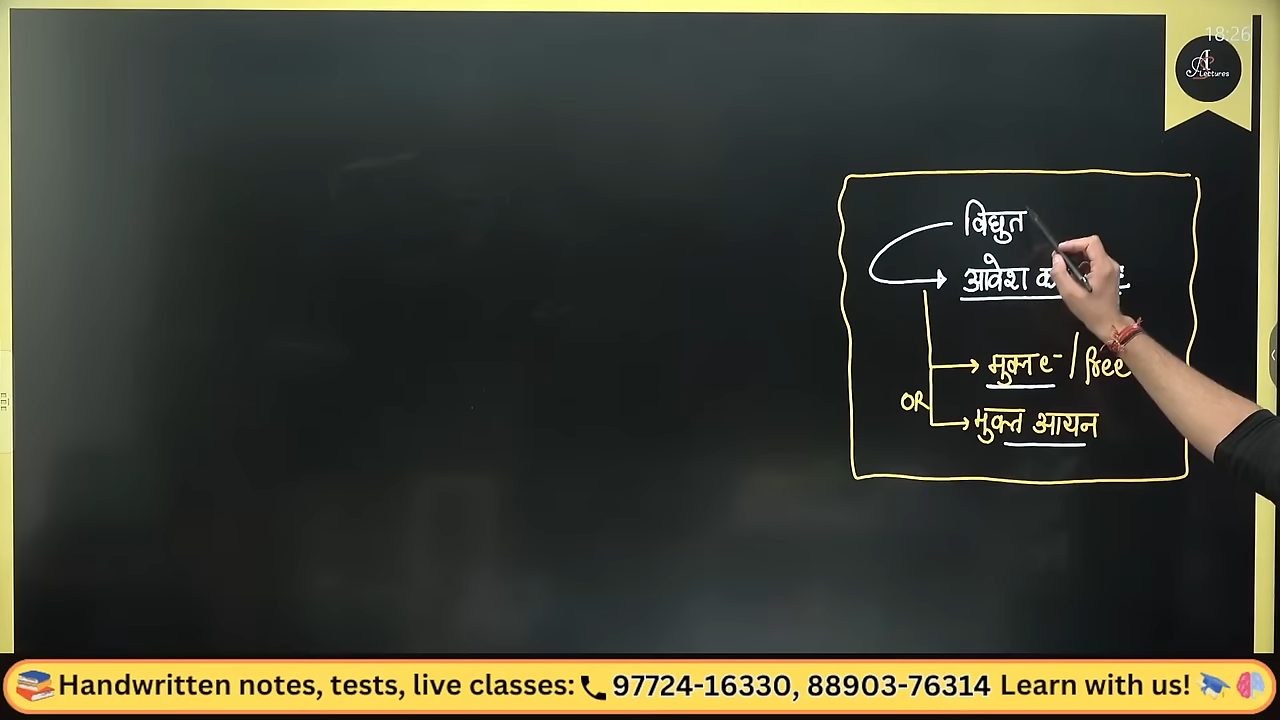 18:26
A
Lectures
विद्युत
आवेश
मुक्त e⁻ / free
OR
मुक्त आयन
Handwritten notes, tests, live classes: 97724-16330, 88903-76314 Learn with us!